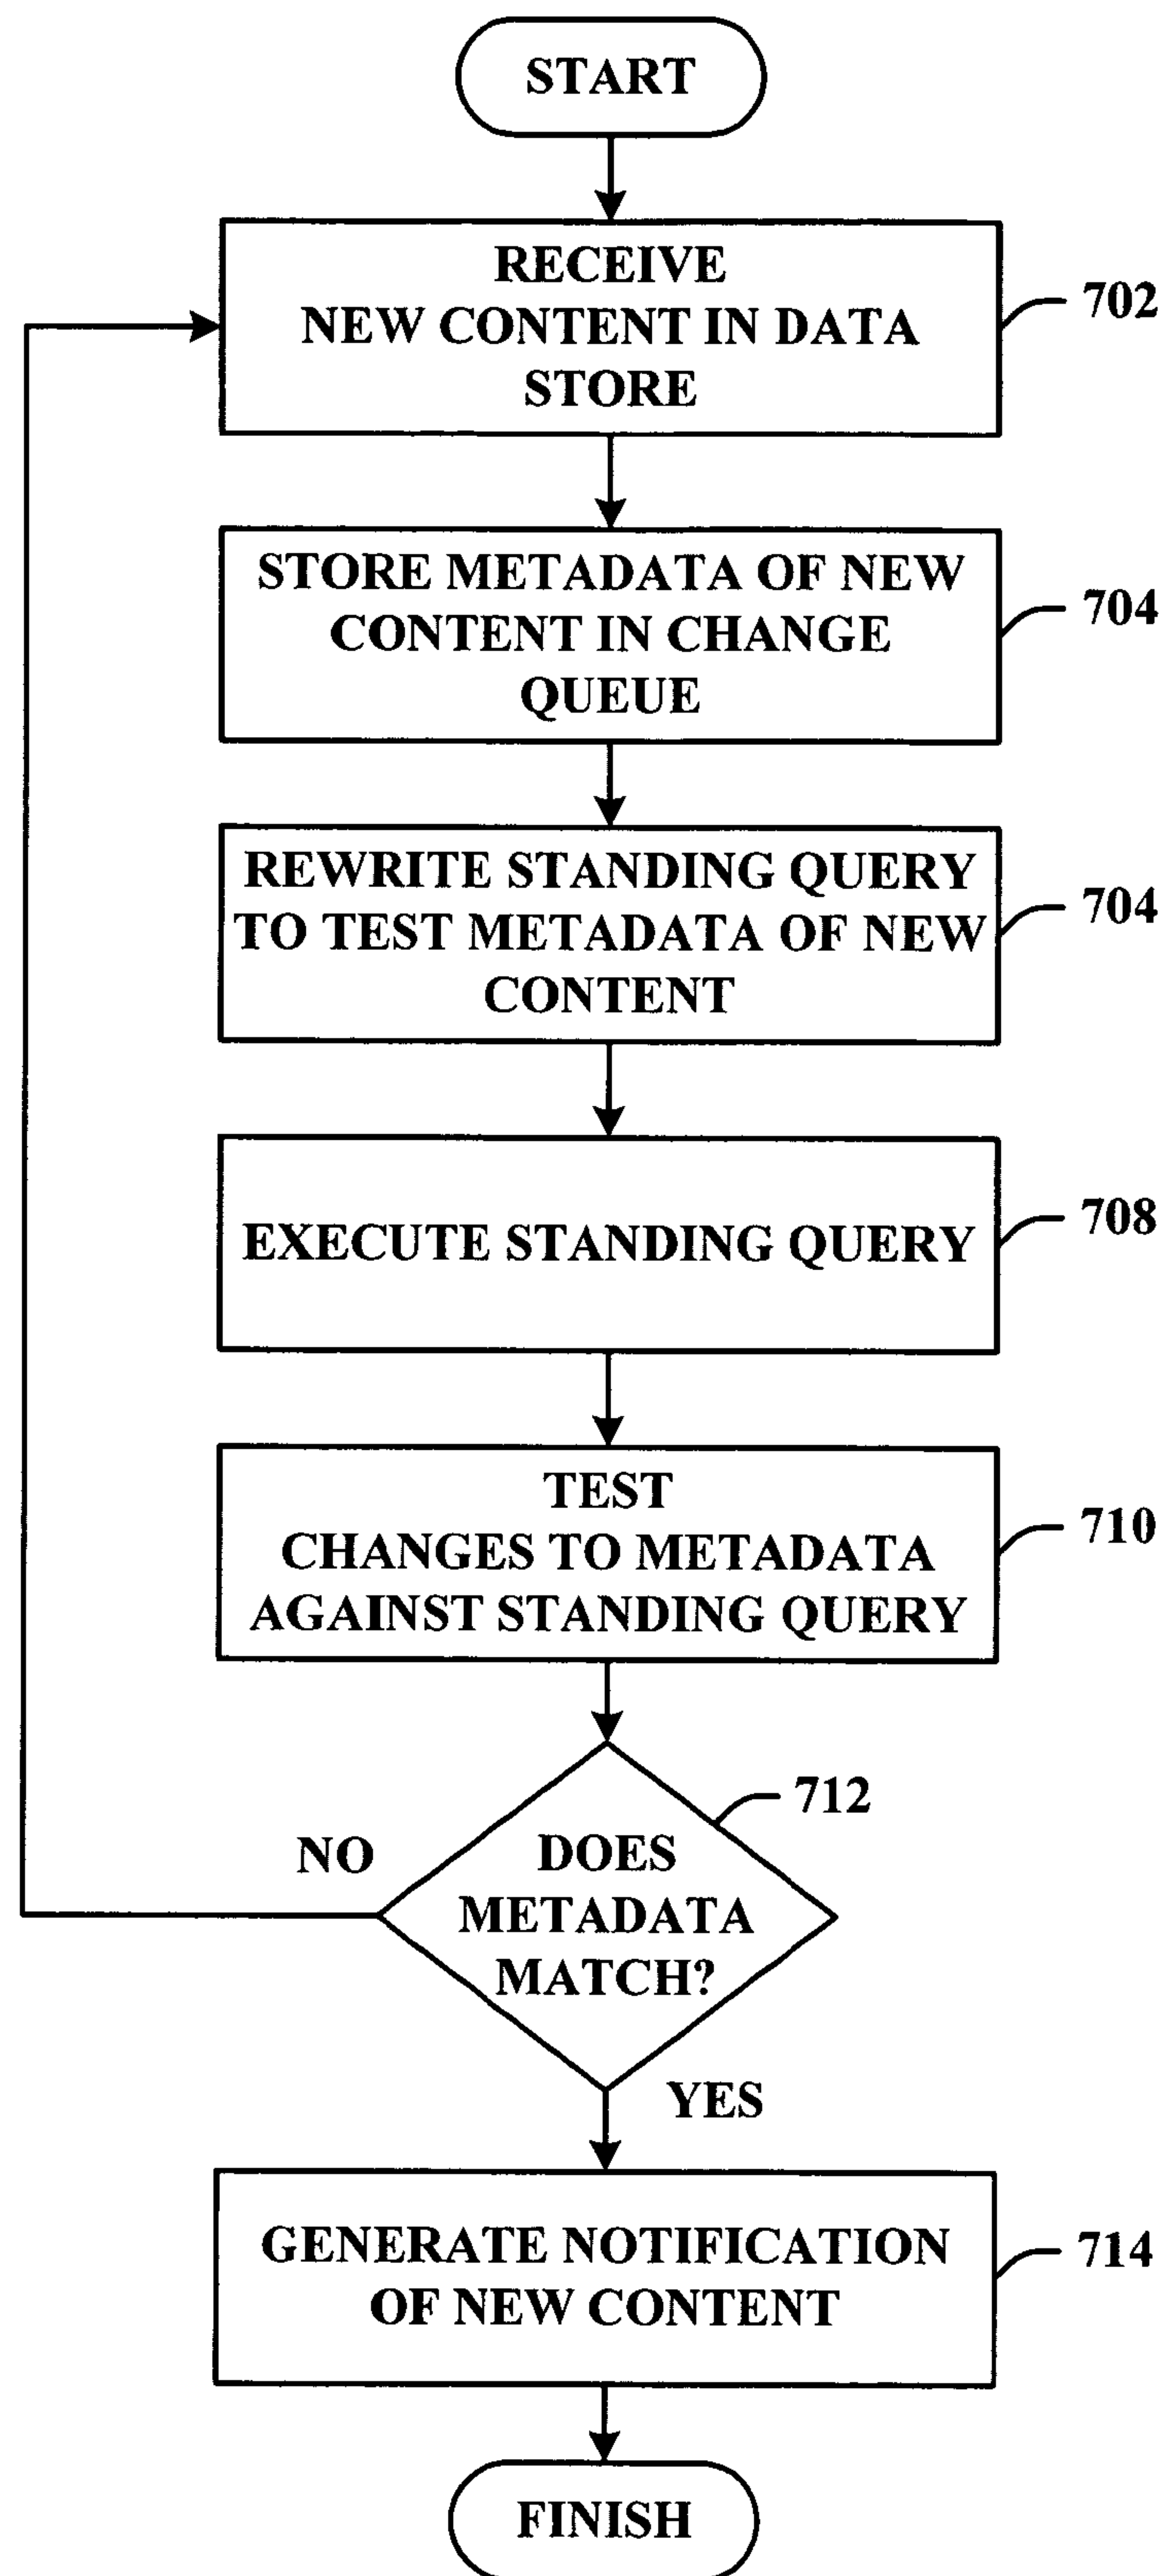 START
RECEIVE
NEW CONTENT IN DATA
STORE
702
STORE METADATA OF NEW
CONTENT IN CHANGE
QUEUE
704
REWRITE STANDING QUERY
TO TEST METADATA OF NEW
CONTENT
704
EXECUTE STANDING QUERY
708
TEST
CHANGES TO METADATA
AGAINST STANDING QUERY
710
712
NO
DOES
METADATA
MATCH?
YES
GENERATE NOTIFICATION
OF NEW CONTENT
714
FINISH